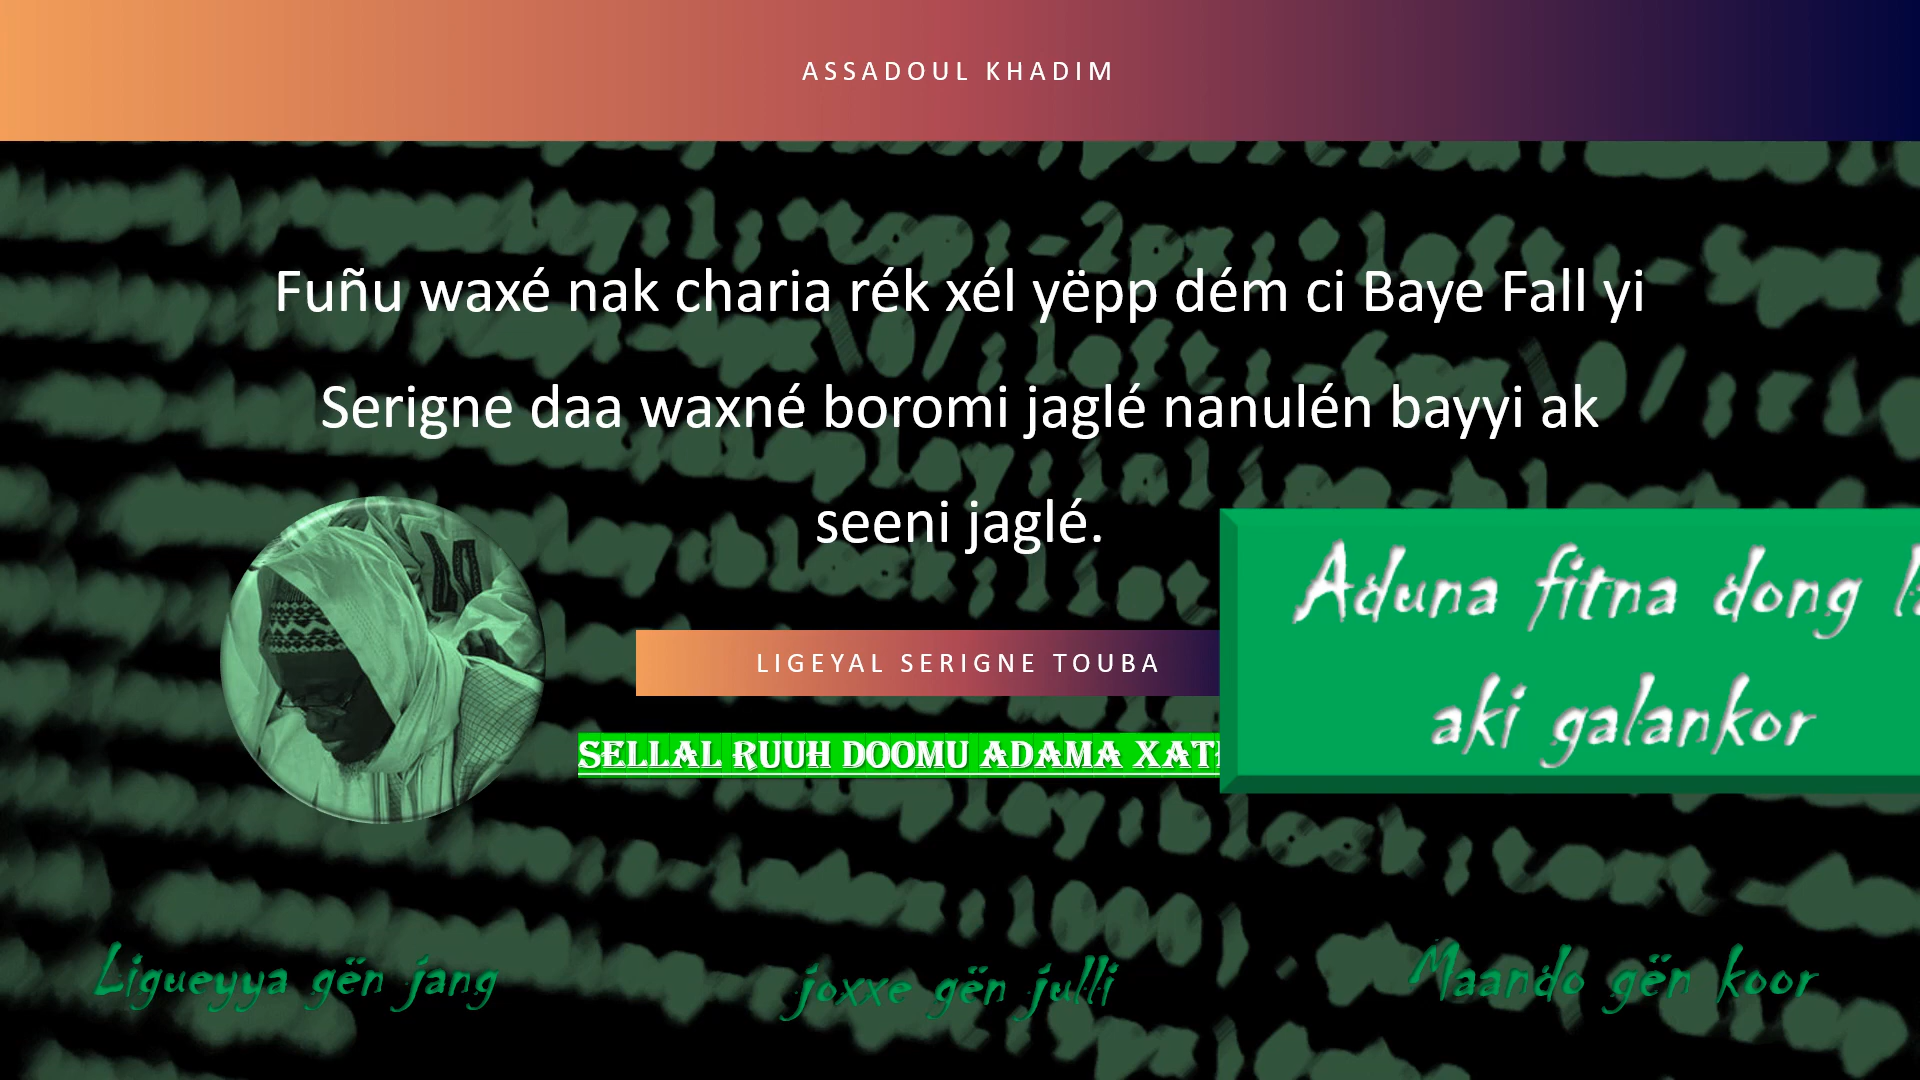 ASSADOUL KHADIM
Fuñu waxé nak charia rék xél yëpp dém ci Baye Fall yi
Serigne daa waxné boromi jaglé nanulén bayyi ak
seeni jaglé.
Aduna fitna dong
aki galankor
LIGEYAL SERIGNE TOUBA
SELLAL RUUH DOOMU ADAMA
Ligueyya gën jang
joxxe gën julli
Maando gën koor